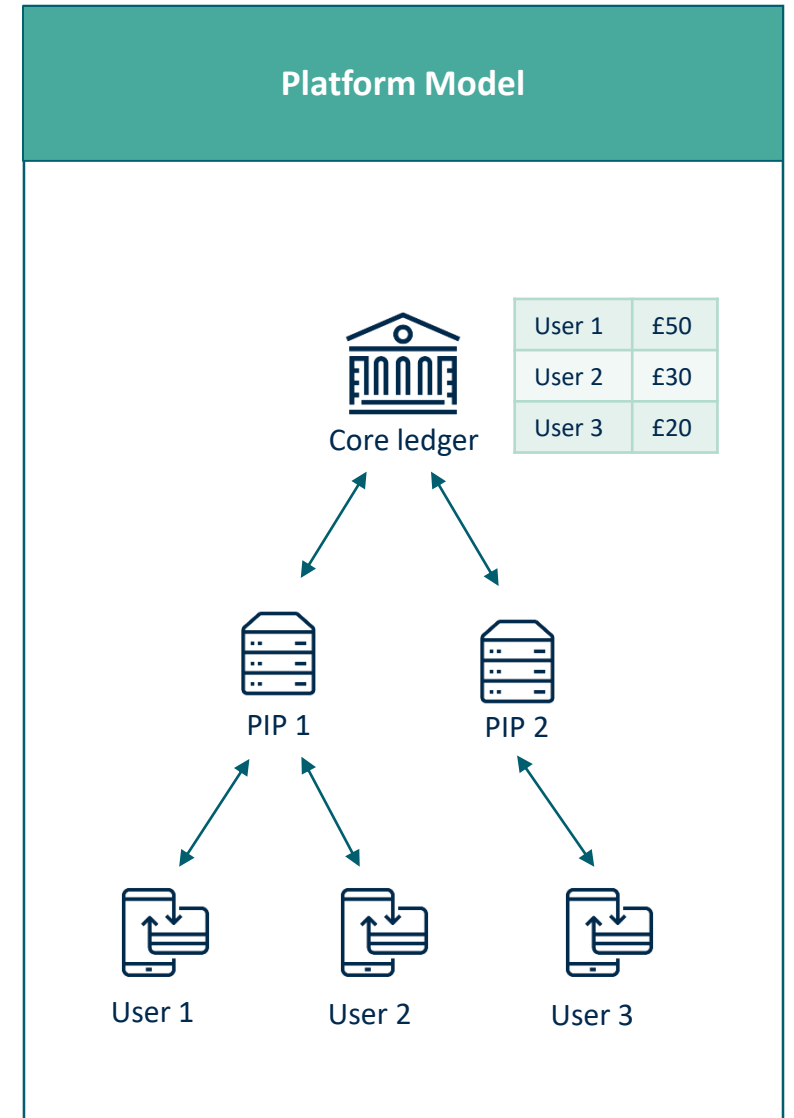 Platform Model
User 1 £50
User 2 £30
User 3 £20
Core ledger
PIP 1
PIP 2
User 1
User 2
User 3